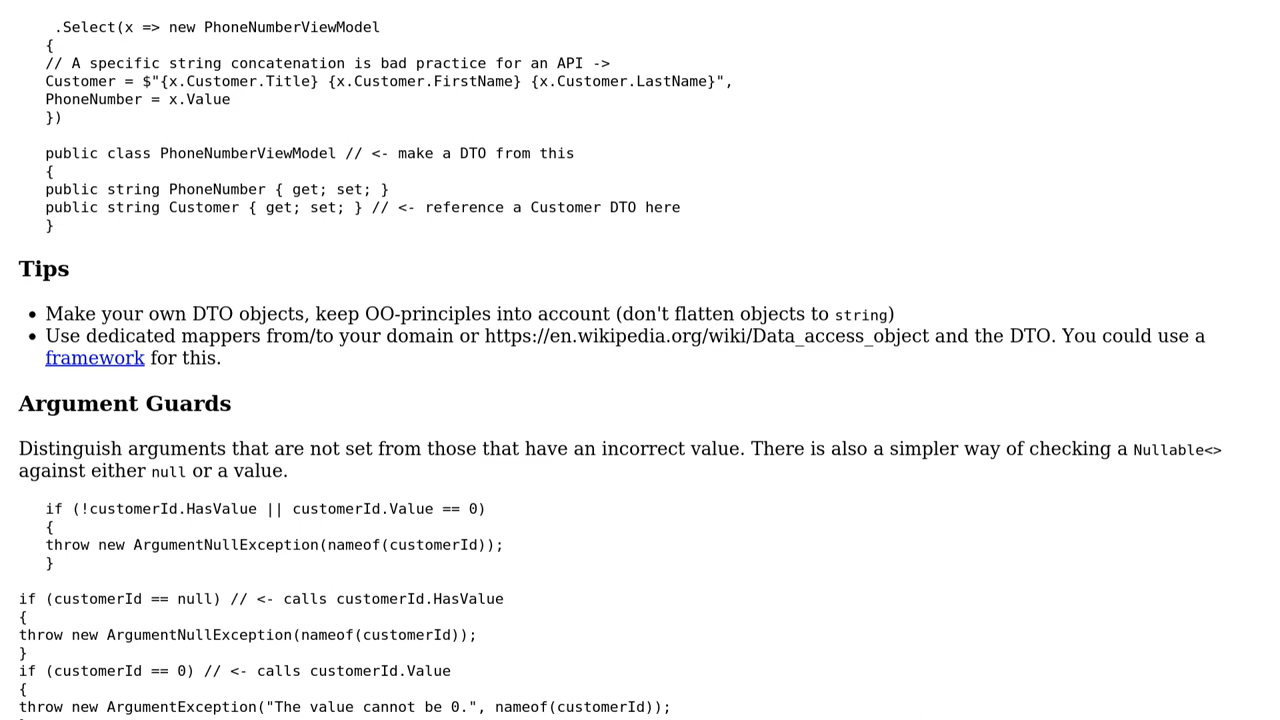 .Select(x => new PhoneNumberViewModel
{
// A specific string concatenation is bad practice for an API ->
Customer = $"{x.Customer.Title} {x.Customer.FirstName} {x.Customer.LastName}",
PhoneNumber = x.Value
})
public class PhoneNumberViewModel // <- make a DTO from this
{
public string PhoneNumber { get; set; }
public string Customer { get; set; } // <- reference a Customer DTO here
}
Tips
• Make your own DTO objects, keep OO-principles into account (don't flatten objects to string)
• Use dedicated mappers from/to your domain or https://en.wikipedia.org/wiki/Data_access_object and the DTO. You could use a
framework for this.
Argument Guards
Distinguish arguments that are not set from those that have an incorrect value. There is also a simpler way of checking a Nullable<>
against either null or a value.
if (!customerId.HasValue || customerId.Value == 0)
{
throw new ArgumentNullException(nameof(customerId));
}
if (customerId == null) // <- calls customerId.HasValue
{
throw new ArgumentNullException(nameof(customerId));
}
if (customerId == 0) // <- calls customerId.Value
{
throw new ArgumentException("The value cannot be 0.", nameof(customerId));